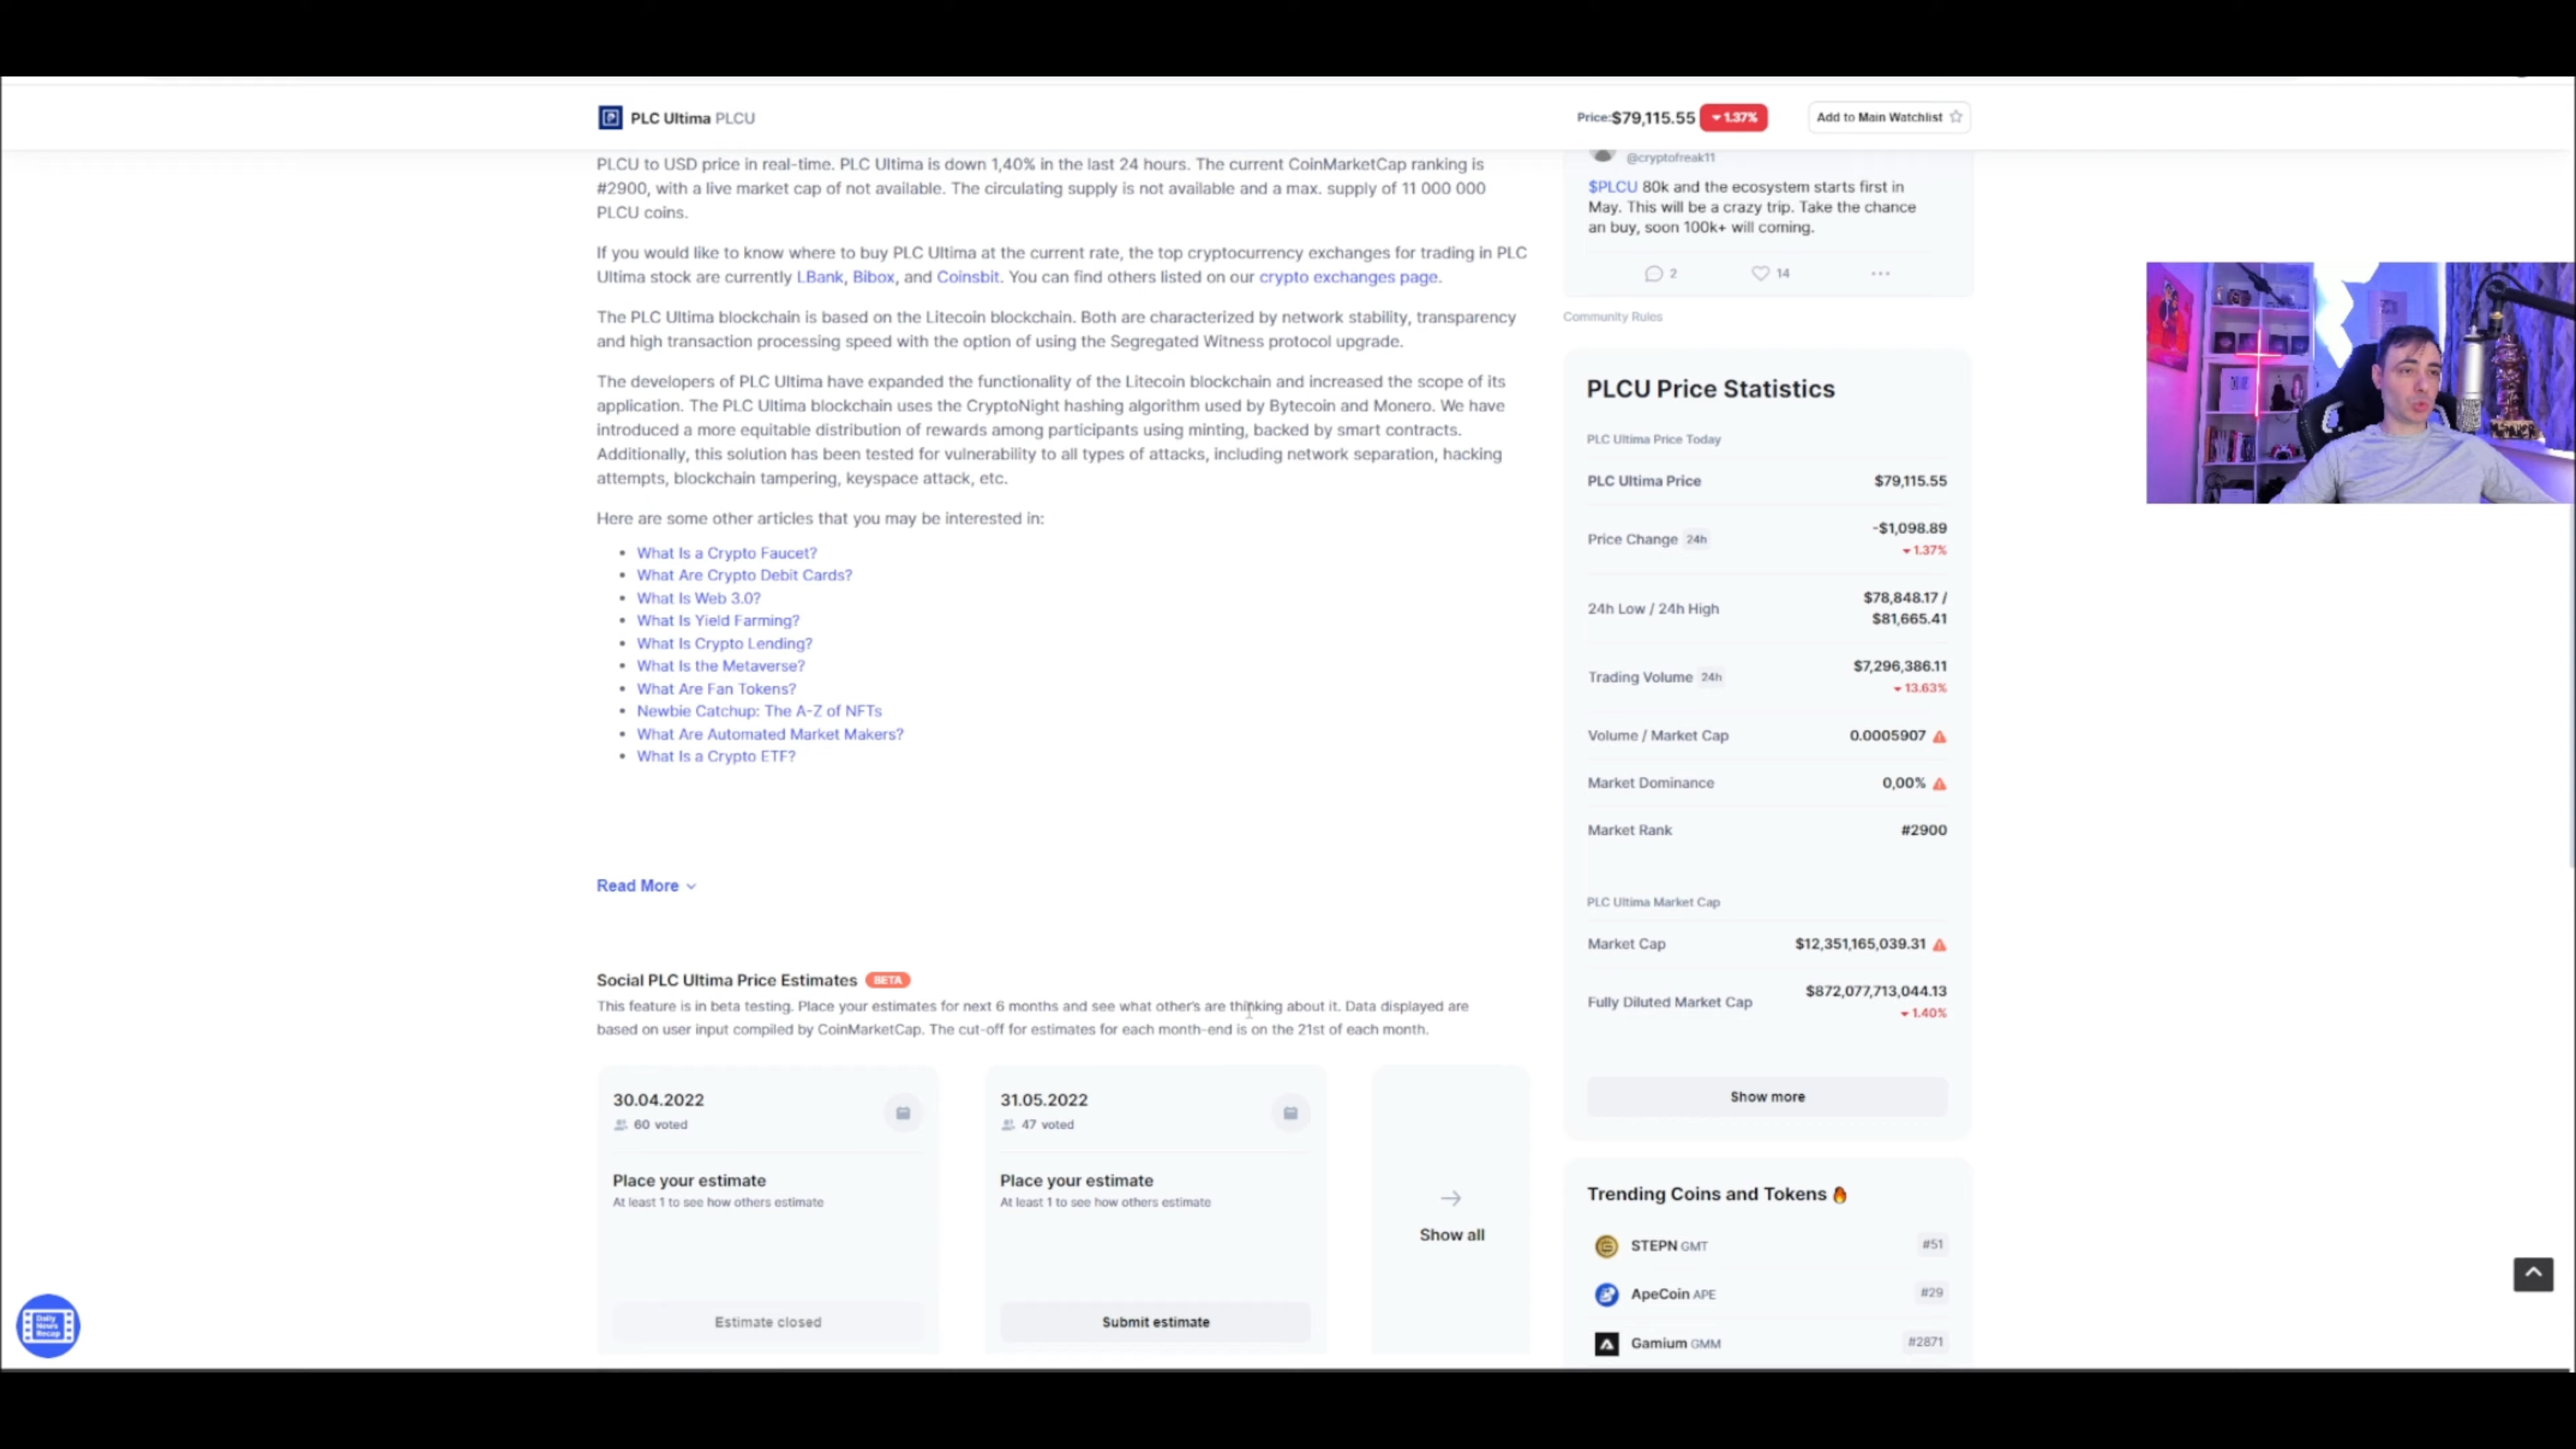 PLC Ultima PLCU
Price:$79,115.55 1.37%
Add to Main Watchlist
PLCU to USD price in real-time. PLC Ultima is down 1,40% in the last 24 hours. The current CoinMarketCap ranking is
#2900, with a live market cap of not available. The circulating supply is not available and a max. supply of 11 000 000
PLCU coins.
If you would like to know where to buy PLC Ultima at the current rate, the top cryptocurrency exchanges for trading in PLC
Ultima stock are currently LBank, Bibox, and Coinsbit. You can find others listed on our crypto exchanges page.
The PLC Ultima blockchain is based on the Litecoin blockchain. Both are characterized by network stability, transparency
and high transaction processing speed with the option of using the Segregated Witness protocol upgrade.
The developers of PLC Ultima have expanded the functionality of the Litecoin blockchain and increased the scope of its
application. The PLC Ultima blockchain uses the CryptoNight hashing algorithm used by Bytecoin and Monero. We have
introduced a more equitable distribution of rewards among participants using minting, backed by smart contracts.
Additionally, this solution has been tested for vulnerability to all types of attacks, including network separation, hacking
attempts, blockchain tampering, keyspace attack, etc.
Here are some other articles that you may be interested in:
• What Is a Crypto Faucet?
• What Are Crypto Debit Cards?
• What Is Web 3.0?
• What Is Yield Farming?
• What Is Crypto Lending?
• What Is the Metaverse?
• What Are Fan Tokens?
• Newbie Catchup: The A-Z of NFTs
• What Are Automated Market Makers?
• What Is a Crypto ETF?
Read More
Social PLC Ultima Price Estimates BETA
This feature is in beta testing. Place your estimates for next 6 months and see what other's are thinking about it. Data displayed are
based on user input compiled by CoinMarketCap. The cut-off for estimates for each month-end is on the 21st of each month.
30.04.2022
60 voted
Place your estimate
At least 1 to see how others estimate
Estimate closed
31.05.2022
47 voted
Place your estimate
At least 1 to see how others estimate
Submit estimate
Show all
@cryptofreak11
$PLCU 80k and the ecosystem starts first in
May. This will be a crazy trip. Take the chance
an buy, soon 100k+ will coming.
2 14
Community Rules
PLCU Price Statistics
PLC Ultima Price Today
PLC Ultima Price $79,115.55
Price Change 24h -$1,098.89
1.37%
24h Low / 24h High $78,848.17 /
$81,665.41
Trading Volume 24h $7,296,386.11
13.63%
Volume / Market Cap 0.0005907
Market Dominance 0,00%
Market Rank #2900
PLC Ultima Market Cap
Market Cap $12,351,165,039.31
Fully Diluted Market Cap $872,077,713,044.13
1.40%
Show more
Trending Coins and Tokens
STEPN GMT #51
ApeCoin APE #29
Gamium GMM #2871
Daily
News
Recap